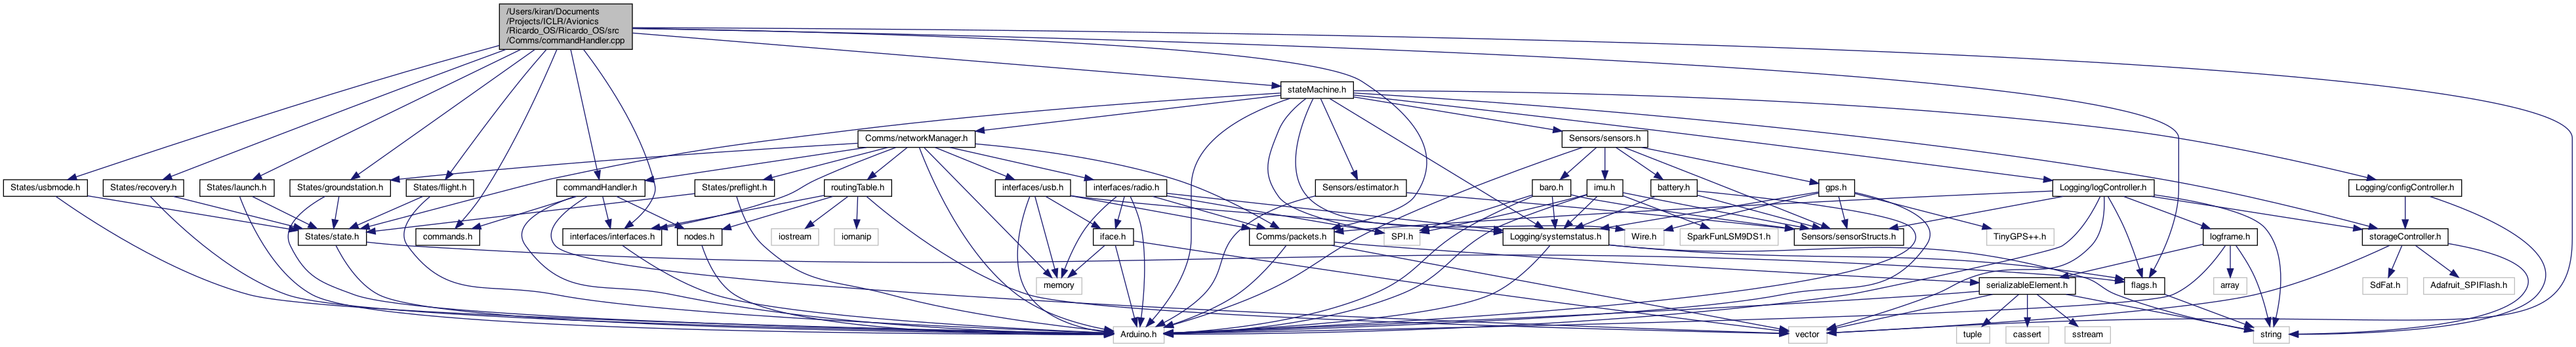 /Users/kiran/Documents
/Projects/ICLR/Avionics
/Ricardo_OS/Ricardo_OS/src
/Comms/commandHandler.cpp
stateMachine.h
Comms/networkManager.h
Sensors/sensors.h
States/usbmode.h
States/recovery.h
States/launch.h
States/groundstation.h
States/flight.h
commandHandler.h
States/preflight.h
routingTable.h
interfaces/usb.h
interfaces/radio.h
Sensors/estimator.h
baro.h
imu.h
battery.h
gps.h
Logging/logController.h
Logging/configController.h
States/state.h
commands.h
interfaces/interfaces.h
nodes.h
iostream
iomanip
iface.h
Comms/packets.h
SPI.h
Logging/systemstatus.h
Wire.h
SparkFunLSM9DS1.h
Sensors/sensorStructs.h
TinyGPS++.h
logframe.h
storageController.h
memory
serializableElement.h
flags.h
array
SdFat.h
Adafruit_SPIFlash.h
Arduino.h
vector
tuple
cassert
sstream
string